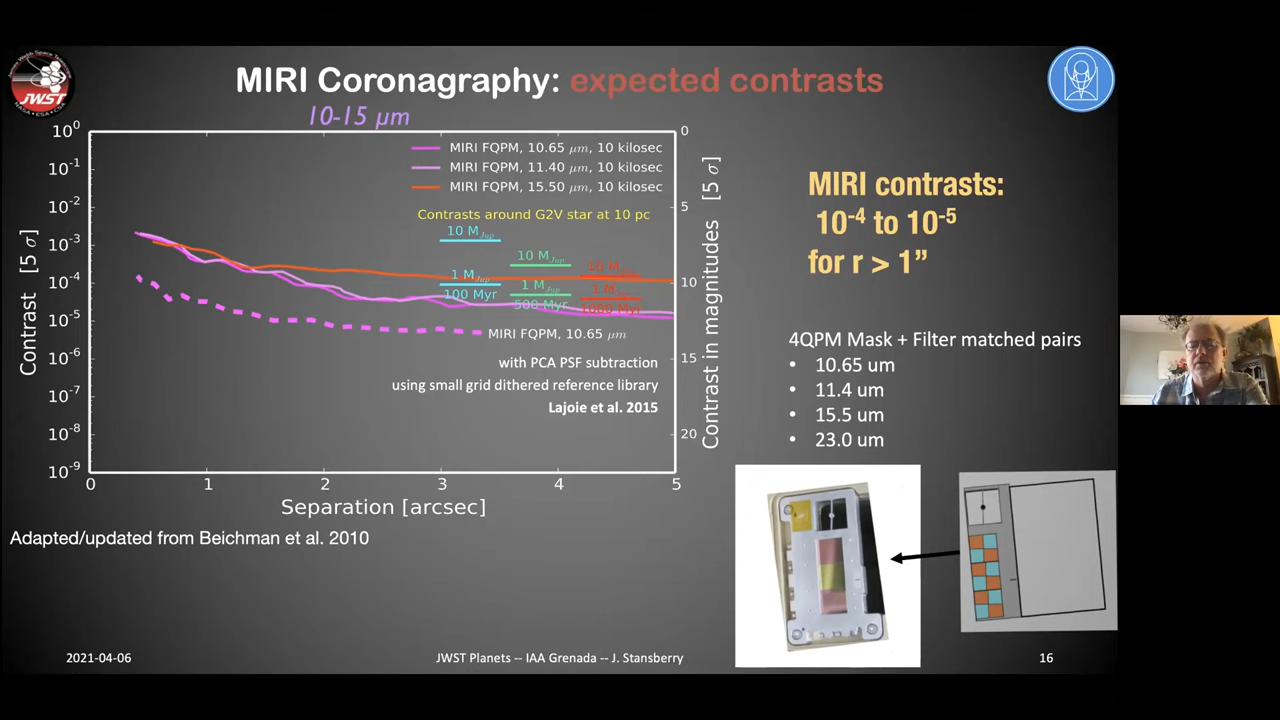 MIRI Coronagraphy: expected contrasts
10-15 µm
JWST
10⁰
10⁻¹
10⁻²
10⁻³
10⁻⁴
10⁻⁵
10⁻⁶
10⁻⁷
10⁻⁸
10⁻⁹
Contrast [5 σ]
MIRI FQPM, 10.65 µm, 10 kilosec
MIRI FQPM, 11.40 µm, 10 kilosec
MIRI FQPM, 15.50 µm, 10 kilosec
Contrasts around G2V star at 10 pc
10 M_Jup
1 M_Jup
100 Myr
10 M_Jup
1 M_Jup
500 Myr
10 M_Jup
1 M_Jup
1000 Myr
MIRI FQPM, 10.65 µm
with PCA PSF subtraction
using small grid dithered reference library
Lajoie et al. 2015
0
5
10
15
20
Contrast in magnitudes [5 σ]
0 1 2 3 4 5
Separation [arcsec]
Adapted/updated from Beichman et al. 2010
MIRI contrasts:
10⁻⁴ to 10⁻⁵
for r > 1”
4QPM Mask + Filter matched pairs
• 10.65 um
• 11.4 um
• 15.5 um
• 23.0 um
2021-04-06
JWST Planets -- IAA Grenada -- J. Stansberry
16